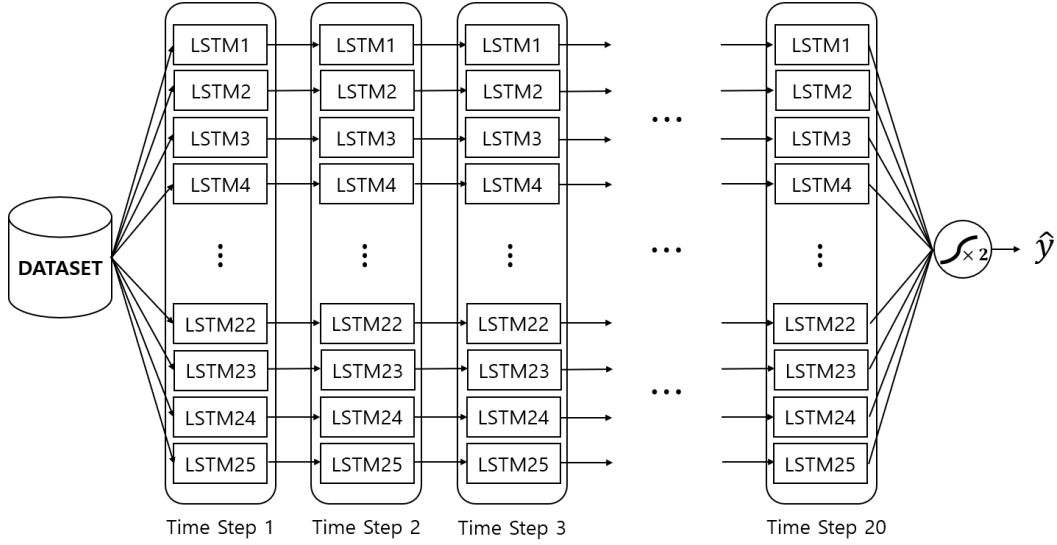 LSTM1 LSTM1 LSTM1 LSTM1
LSTM2 LSTM2 LSTM2 LSTM2
...
LSTM3 LSTM3 LSTM3 LSTM3
LSTM4 LSTM4 LSTM4 LSTM4
DATASET
⋮ ⋮ ⋮ ... ⋮
× 2 ŷ
LSTM22 LSTM22 LSTM22 LSTM22
LSTM23 LSTM23 LSTM23 LSTM23
...
LSTM24 LSTM24 LSTM24 LSTM24
LSTM25 LSTM25 LSTM25 LSTM25
Time Step 1 Time Step 2 Time Step 3 Time Step 20